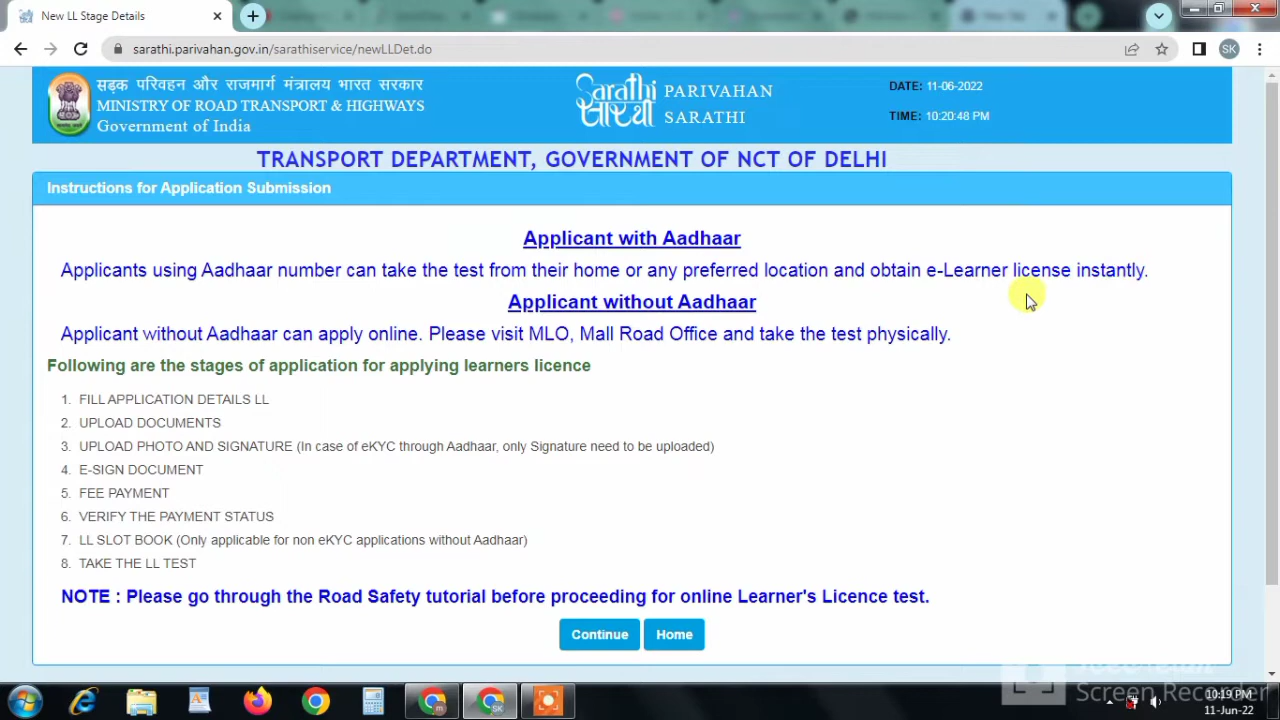 New LL Stage Details
sarathi.parivahan.gov.in/sarathiservice/newLLDet.do
SK
सड़क परिवहन और राजमार्ग मंत्रालय भारत सरकार
MINISTRY OF ROAD TRANSPORT & HIGHWAYS
Government of India
Sarathi
सारथी
PARIVAHAN
SARATHI
DATE: 11-06-2022
TIME: 10:20:48 PM
TRANSPORT DEPARTMENT, GOVERNMENT OF NCT OF DELHI
Instructions for Application Submission
Applicant with Aadhaar
Applicants using Aadhaar number can take the test from their home or any preferred location and obtain e-Learner license instantly.
Applicant without Aadhaar
Applicant without Aadhaar can apply online. Please visit MLO, Mall Road Office and take the test physically.
Following are the stages of application for applying learners licence
1. FILL APPLICATION DETAILS LL
2. UPLOAD DOCUMENTS
3. UPLOAD PHOTO AND SIGNATURE (In case of eKYC through Aadhaar, only Signature need to be uploaded)
4. E-SIGN DOCUMENT
5. FEE PAYMENT
6. VERIFY THE PAYMENT STATUS
7. LL SLOT BOOK (Only applicable for non eKYC applications without Aadhaar)
8. TAKE THE LL TEST
NOTE : Please go through the Road Safety tutorial before proceeding for online Learner's Licence test.
Continue
Home
Screen Recorder
m
SK
10:19 PM
11-Jun-22